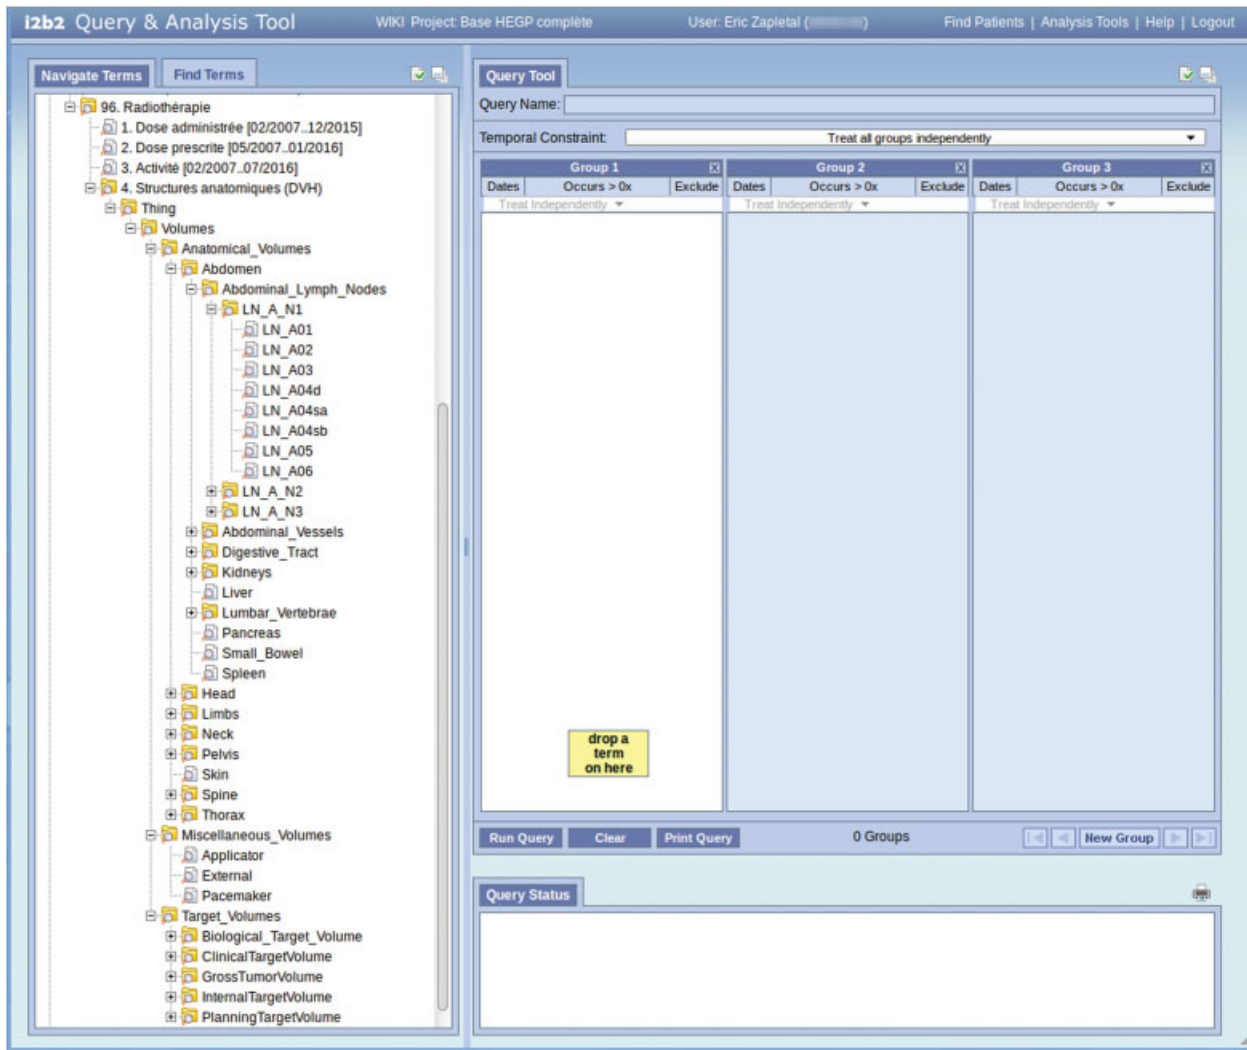 i2b2 Query & Analysis Tool
WIKI Project: Base HEGP complète
User: Eric Zapletal ( )
Find Patients | Analysis Tools | Help | Logout
Navigate Terms
Find Terms
96. Radiothérapie
1. Dose administrée [02/2007..12/2015]
2. Dose prescrite [05/2007..01/2016]
3. Activité [02/2007..07/2016]
4. Structures anatomiques (DVH)
Thing
Volumes
Anatomical_Volumes
Abdomen
Abdominal_Lymph_Nodes
LN_A_N1
LN_A01
LN_A02
LN_A03
LN_A04d
LN_A04sa
LN_A04sb
LN_A05
LN_A06
LN_A_N2
LN_A_N3
Abdominal_Vessels
Digestive_Tract
Kidneys
Liver
Lumbar_Vertebrae
Pancreas
Small_Bowel
Spleen
Head
Limbs
Neck
Pelvis
Skin
Spine
Thorax
Miscellaneous_Volumes
Applicator
External
Pacemaker
Target_Volumes
Biological_Target_Volume
ClinicalTargetVolume
GrossTumorVolume
InternalTargetVolume
PlanningTargetVolume
Query Tool
Query Name:
Temporal Constraint: Treat all groups independently
Group 1 Group 2 Group 3
Dates Occurs > 0x Exclude Dates Occurs > 0x Exclude Dates Occurs > 0x Exclude
Treat Independently Treat Independently Treat Independently
drop a
term
on here
Run Query Clear Print Query 0 Groups New Group
Query Status